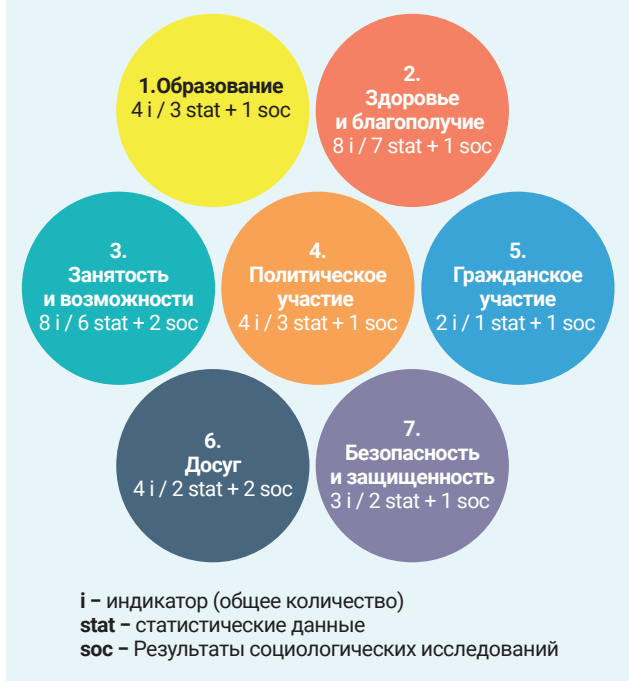 1.Образование
4 i / 3 stat + 1 soc
2.
Здоровье
и благополучие
8 i / 7 stat + 1 soc
3.
Занятость
и возможности
8 i / 6 stat + 2 soc
4.
Политическое
участие
4 i / 3 stat + 1 soc
5.
Гражданское
участие
2 i / 1 stat + 1 soc
6.
Досуг
4 i / 2 stat + 2 soc
7.
Безопасность
и защищенность
3 i / 2 stat + 1 soc
i – индикатор (общее количество)
stat – статистические данные
soc – Результаты социологических исследований